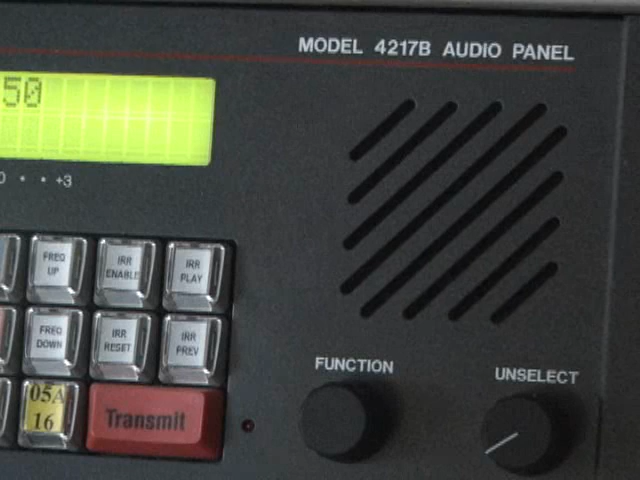 MODEL 4217B AUDIO PANEL
50
0 • • +3
FREQ
UP
IRR
ENABLE
IRR
PLAY
FREQ
DOWN
IRR
RESET
IRR
PREV
FUNCTION
UNSELECT
05A
16
Transmit